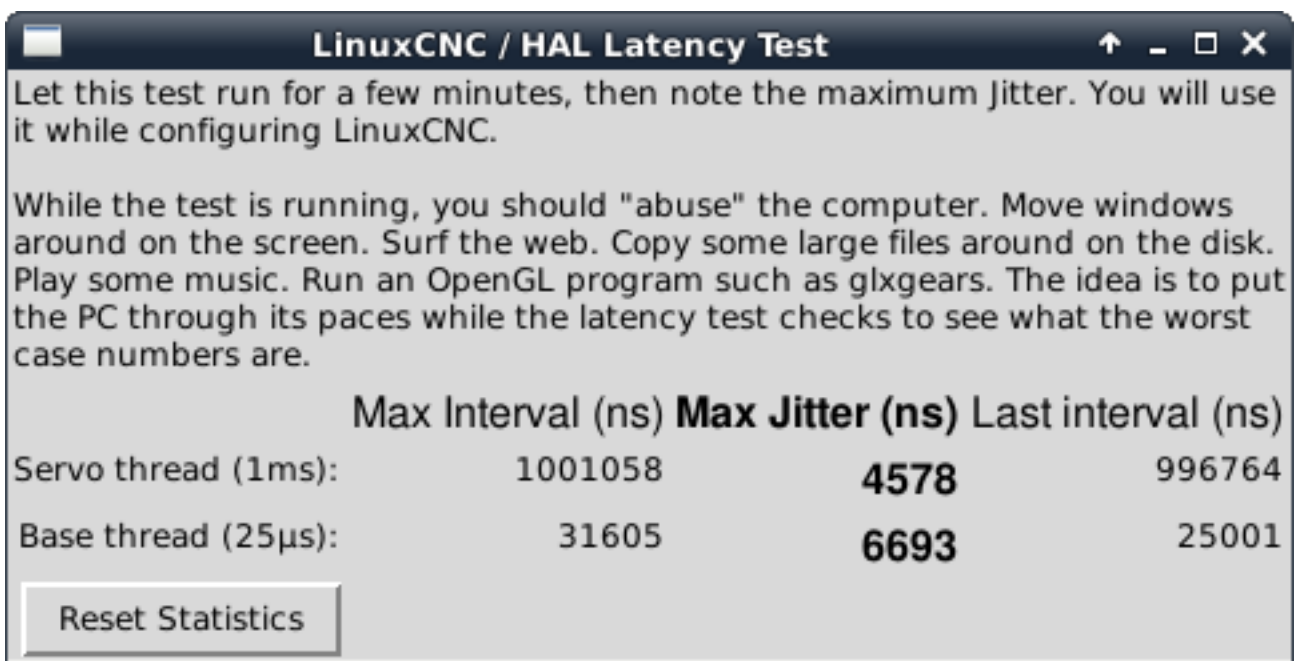 LinuxCNC / HAL Latency Test
Let this test run for a few minutes, then note the maximum Jitter. You will use
it while configuring LinuxCNC.
While the test is running, you should "abuse" the computer. Move windows
around on the screen. Surf the web. Copy some large files around on the disk.
Play some music. Run an OpenGL program such as glxgears. The idea is to put
the PC through its paces while the latency test checks to see what the worst
case numbers are.
Max Interval (ns) Max Jitter (ns) Last interval (ns)
Servo thread (1ms): 1001058 4578 996764
Base thread (25µs): 31605 6693 25001
Reset Statistics